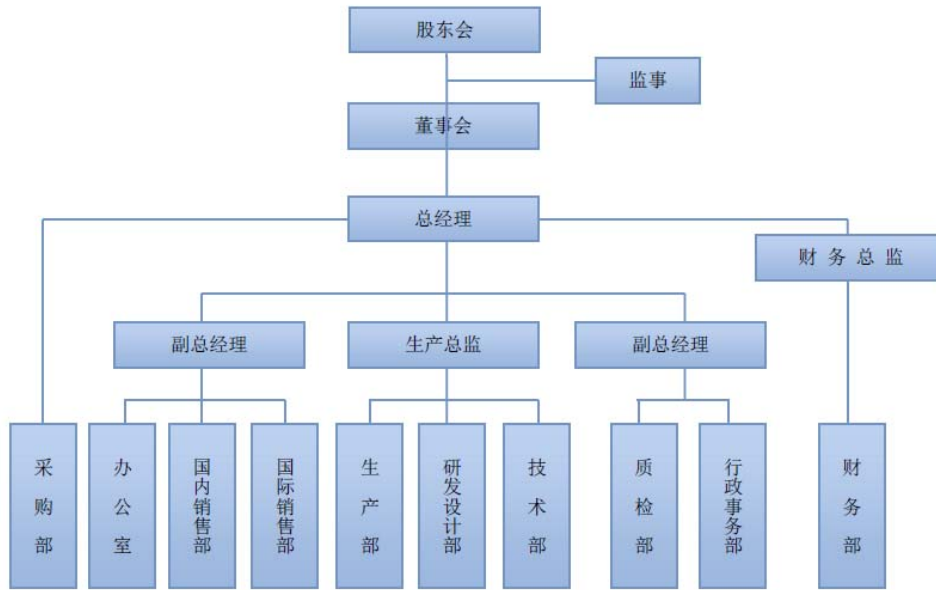 股东会
监事
董事会
总经理
财务总监
副总经理
生产总监
副总经理
采购部
办公室
国内销售部
国际销售部
生产部
研发设计部
技术部
质检部
行政事务部
财务部